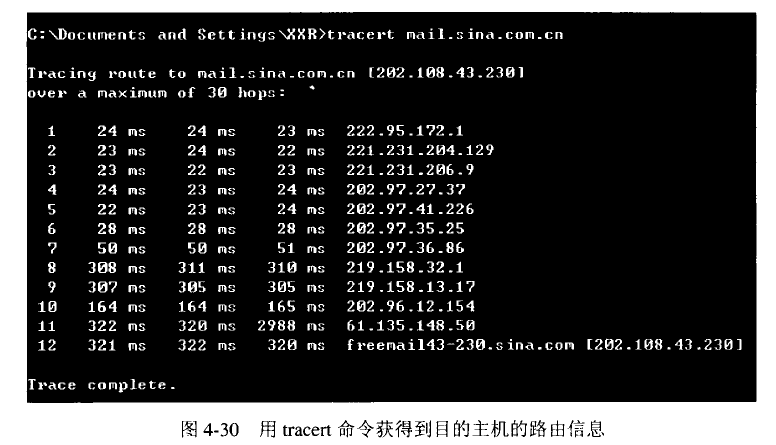 C:\Documents and Settings\XXR>tracert mail.sina.com.cn
Tracing route to mail.sina.com.cn [202.108.43.230]
over a maximum of 30 hops:
1 24 ms 24 ms 23 ms 222.95.172.1
2 23 ms 24 ms 22 ms 221.231.204.129
3 23 ms 22 ms 23 ms 221.231.206.9
4 24 ms 23 ms 24 ms 202.97.27.37
5 22 ms 23 ms 24 ms 202.97.41.226
6 28 ms 28 ms 28 ms 202.97.35.25
7 50 ms 50 ms 51 ms 202.97.36.86
8 308 ms 311 ms 310 ms 219.158.32.1
9 307 ms 305 ms 305 ms 219.158.13.17
10 164 ms 164 ms 165 ms 202.96.12.154
11 322 ms 320 ms 2988 ms 61.135.148.50
12 321 ms 322 ms 320 ms freemail43-230.sina.com [202.108.43.230]
Trace complete.
图 4-30 用 tracert 命令获得到目的主机的路由信息